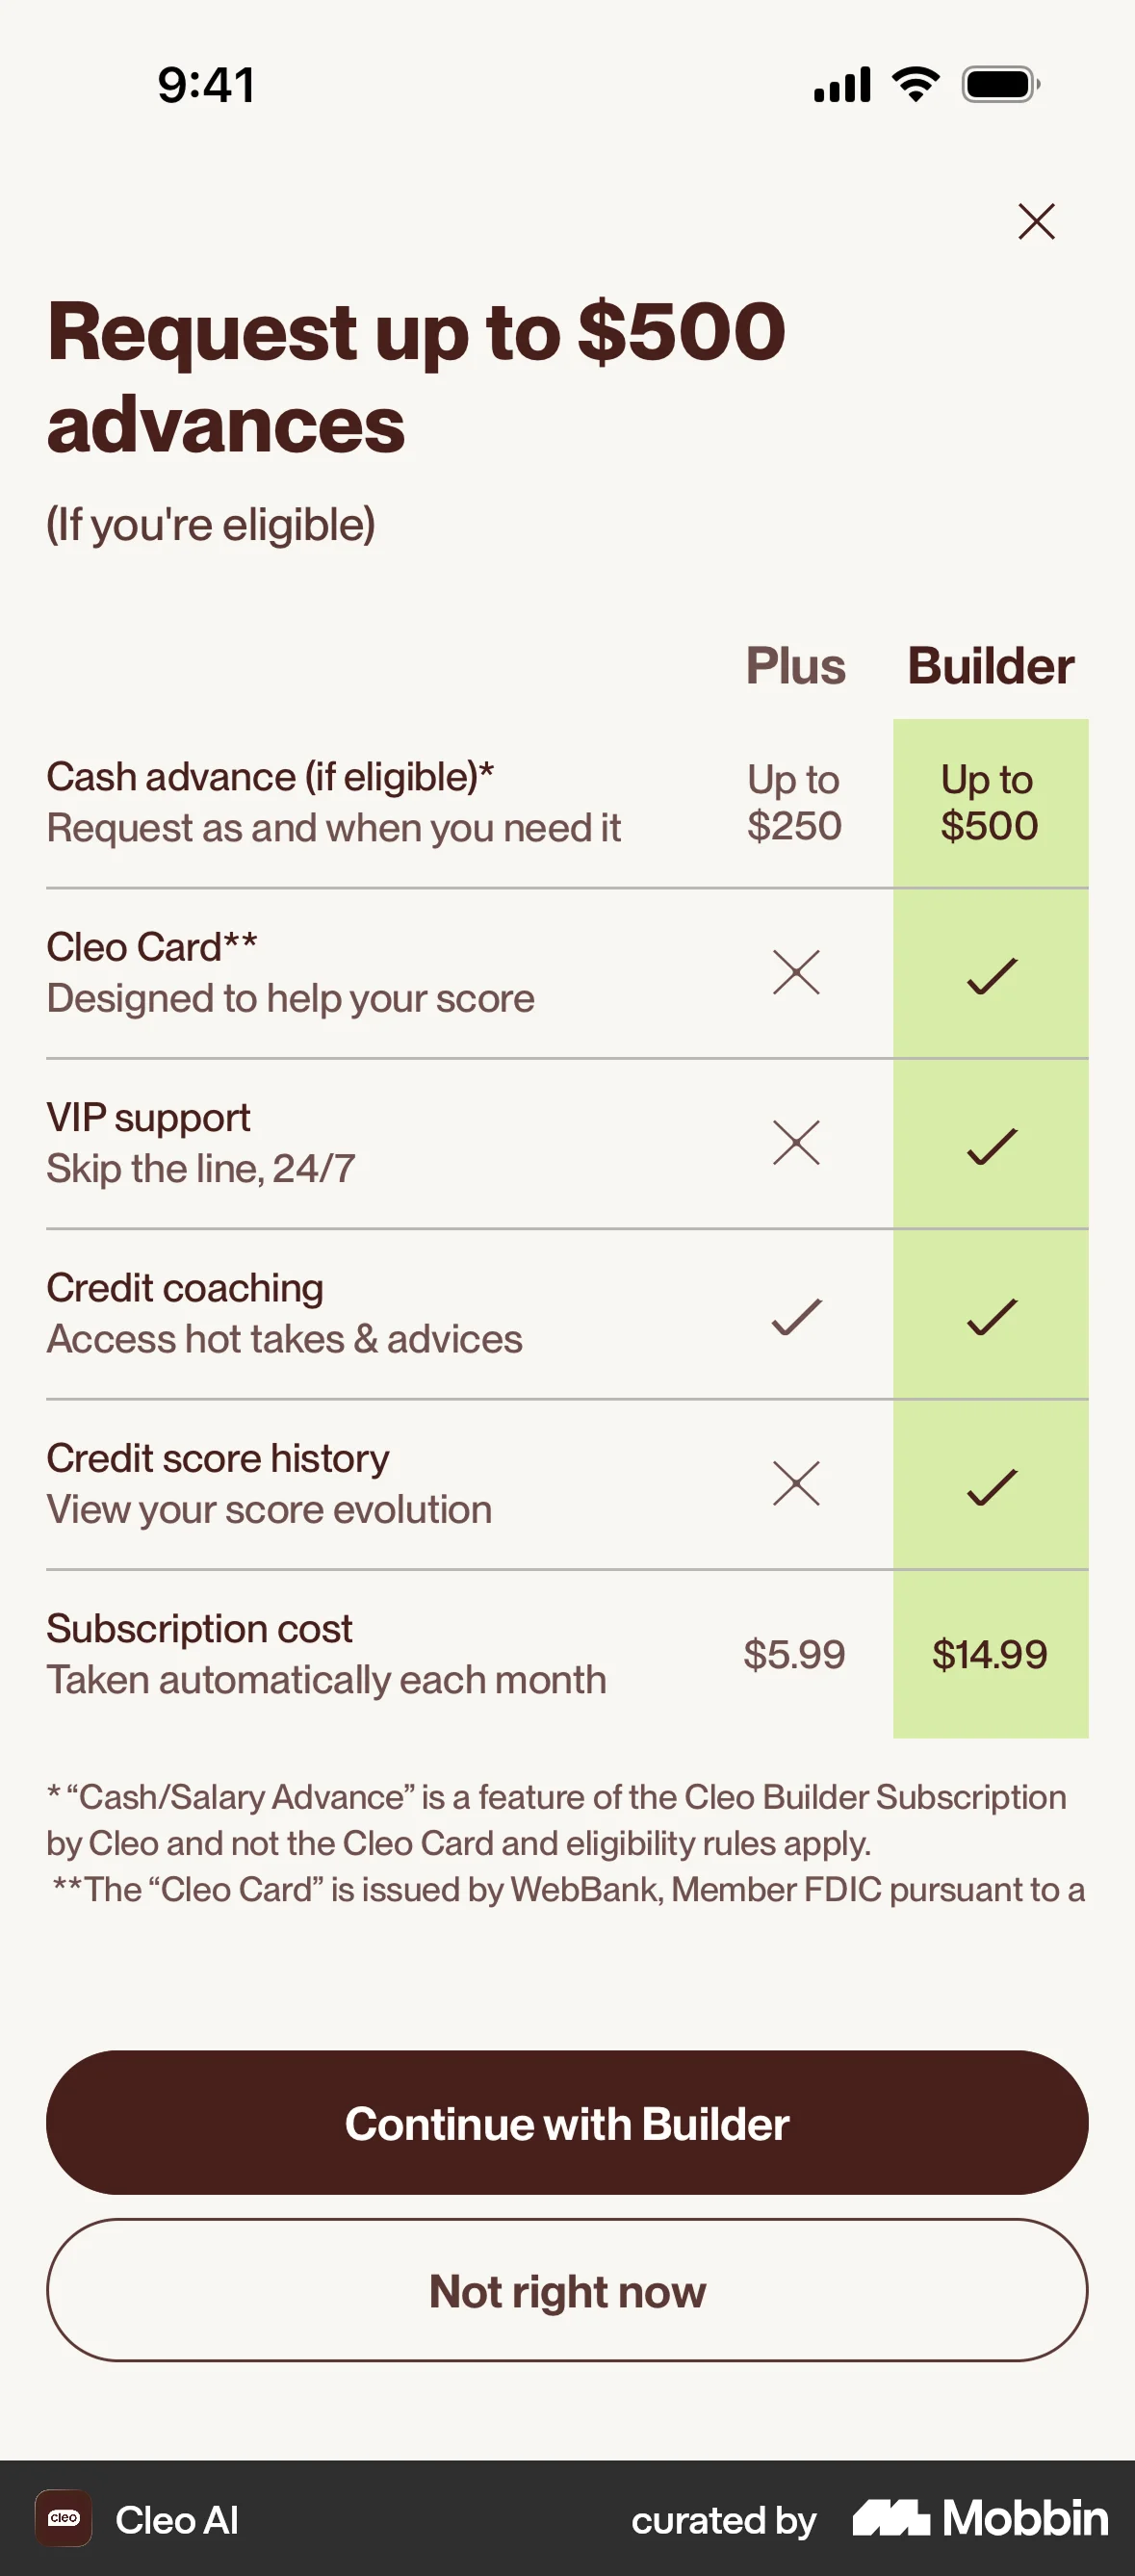 9:41
Request up to $500
advances
(If you're eligible)
Plus Builder
Cash advance (if eligible)*
Request as and when you need it
Up to
$250
Up to
$500
Cleo Card**
Designed to help your score
VIP support
Skip the line, 24/7
Credit coaching
Access hot takes & advices
Credit score history
View your score evolution
Subscription cost
Taken automatically each month
$5.99 $14.99
* “Cash/Salary Advance” is a feature of the Cleo Builder Subscription
by Cleo and not the Cleo Card and eligibility rules apply.
**The “Cleo Card” is issued by WebBank, Member FDIC pursuant to a
Continue with Builder
Not right now
cleo Cleo AI curated by Mobbin